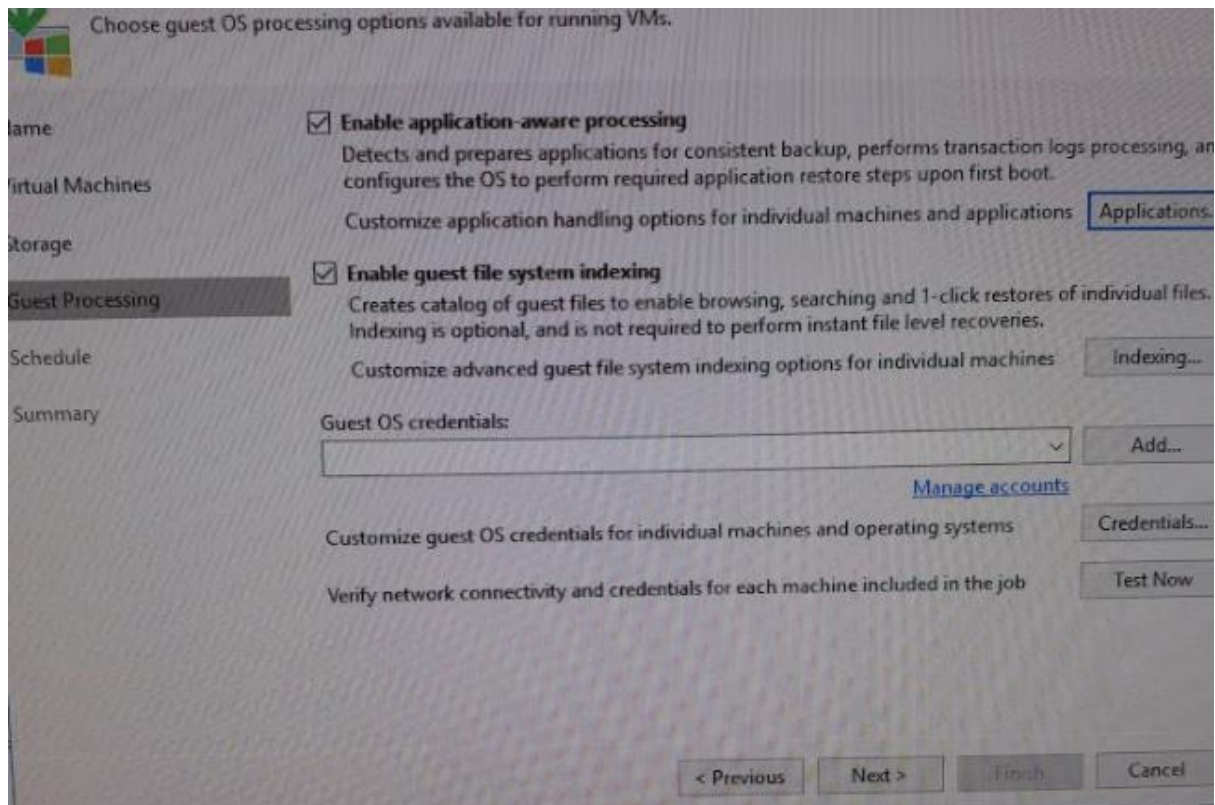 Choose guest OS processing options available for running VMs.
ame
irtual Machines
Storage
Guest Processing
Schedule
Summary
Enable application-aware processing
Detects and prepares applications for consistent backup, performs transaction logs processing, an
configures the OS to perform required application restore steps upon first boot.
Customize application handling options for individual machines and applications
Applications.
Enable guest file system indexing
Creates catalog of guest files to enable browsing, searching and 1-click restores of individual files.
Indexing is optional, and is not required to perform instant file level recoveries.
Customize advanced guest file system indexing options for individual machines
Indexing...
Guest OS credentials:
Add...
Manage accounts
Customize guest OS credentials for individual machines and operating systems
Credentials...
Verify network connectivity and credentials for each machine included in the job
Test Now
< Previous
Next >
Finish
Cancel